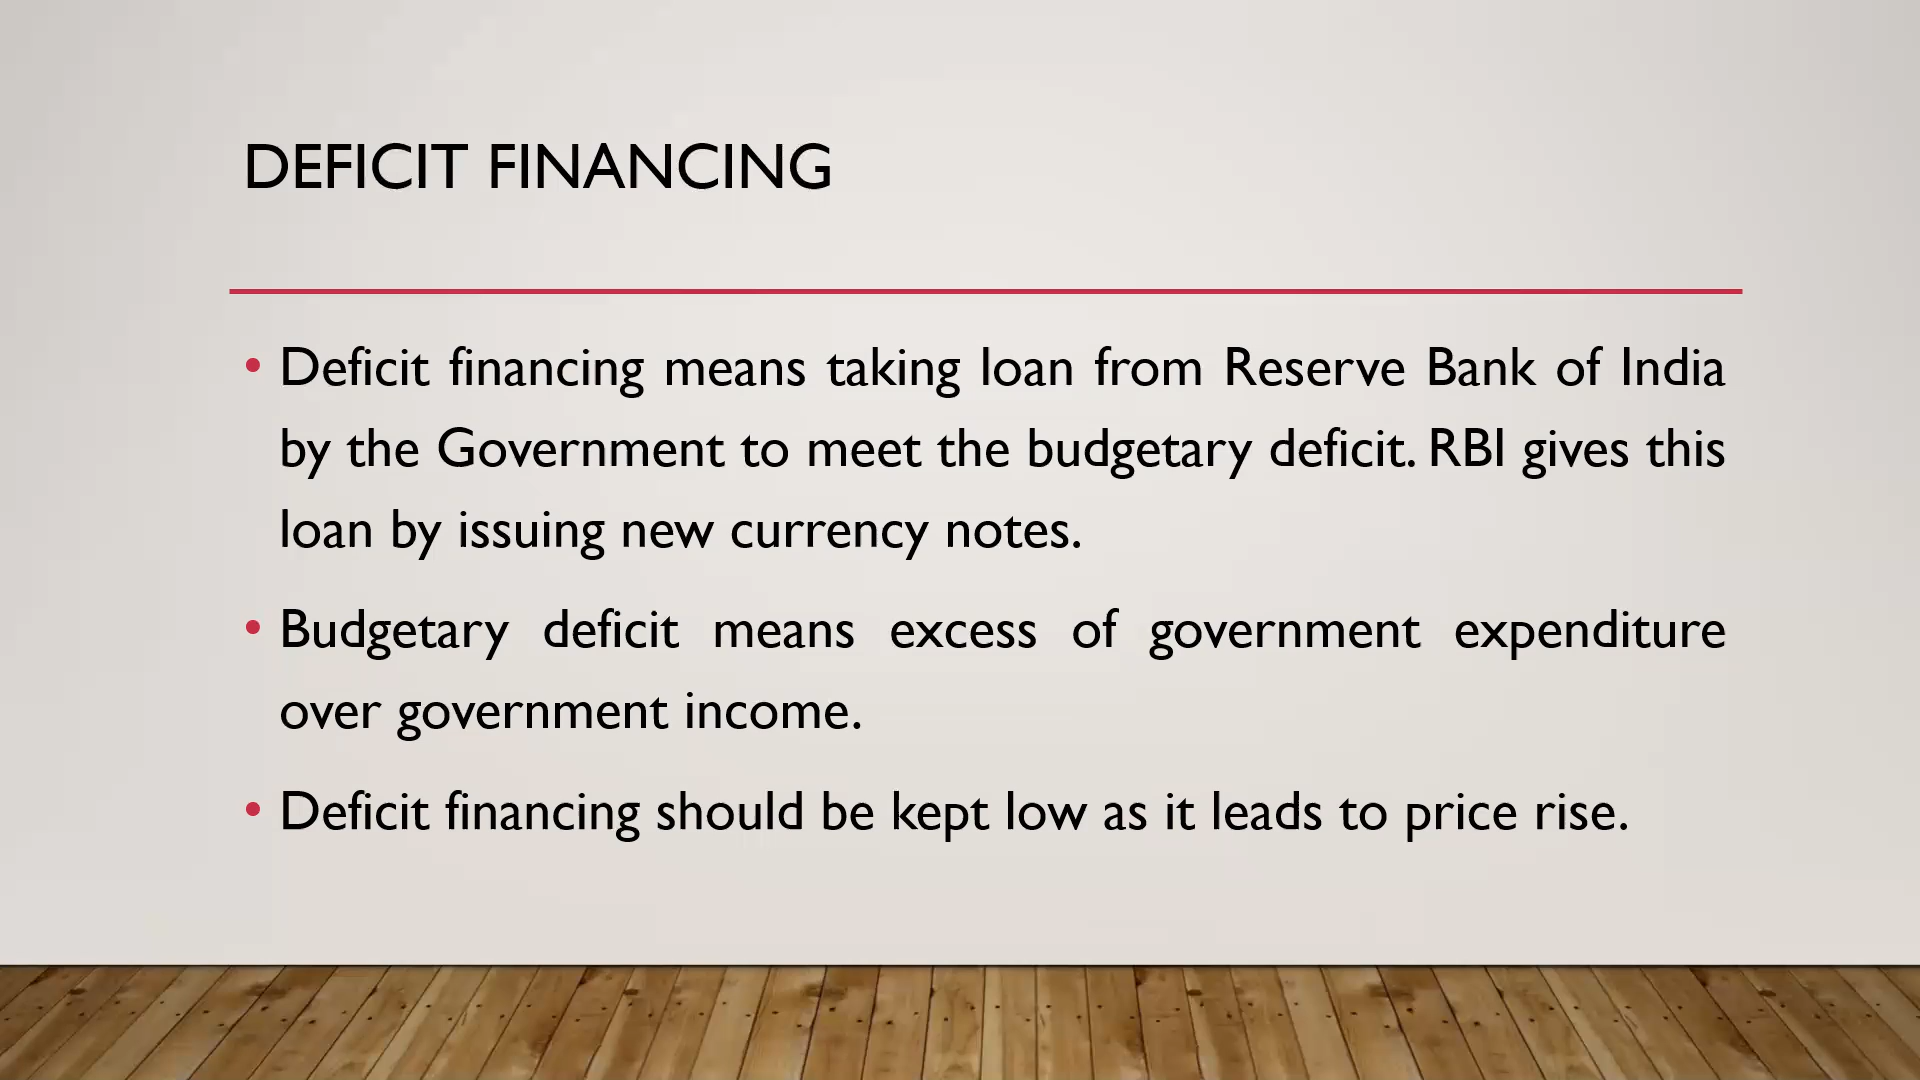 DEFICIT FINANCING
• Deficit financing means taking loan from Reserve Bank of India
by the Government to meet the budgetary deficit. RBI gives this
loan by issuing new currency notes.
• Budgetary deficit means excess of government expenditure
over government income.
• Deficit financing should be kept low as it leads to price rise.